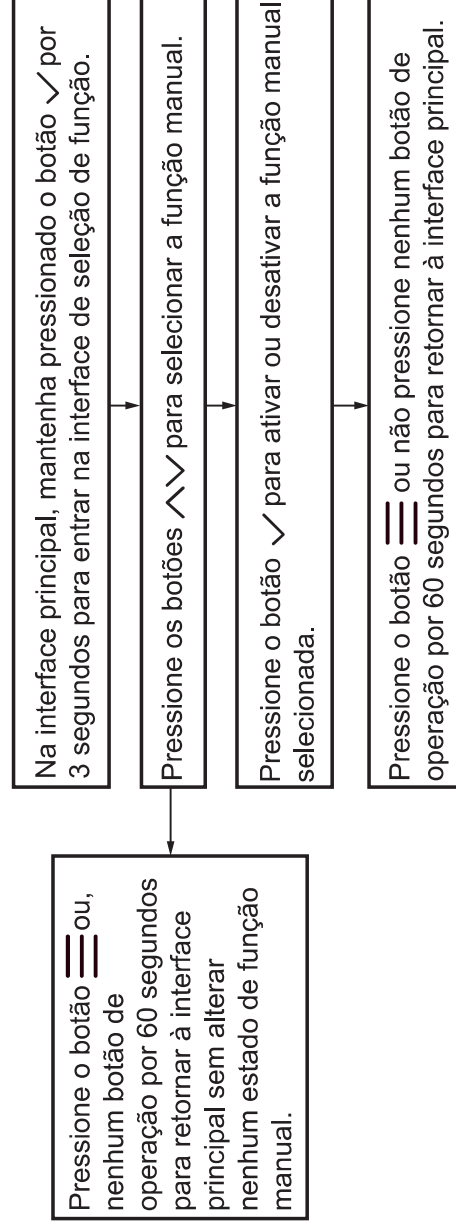 Na interface principal, mantenha pressionado o botão ✓ por
3 segundos para entrar na interface de seleção de função.
Pressione os botões ∧∨ para selecionar a função manual.
Pressione o botão ✓ para ativar ou desativar a função manual
selecionada.
Pressione o botão ☰ ou não pressione nenhum botão de
operação por 60 segundos para retornar à interface principal.
Pressione o botão ☰ ou,
nenhum botão de
operação por 60 segundos
para retornar à interface
principal sem alterar
nenhum estado de função
manual.